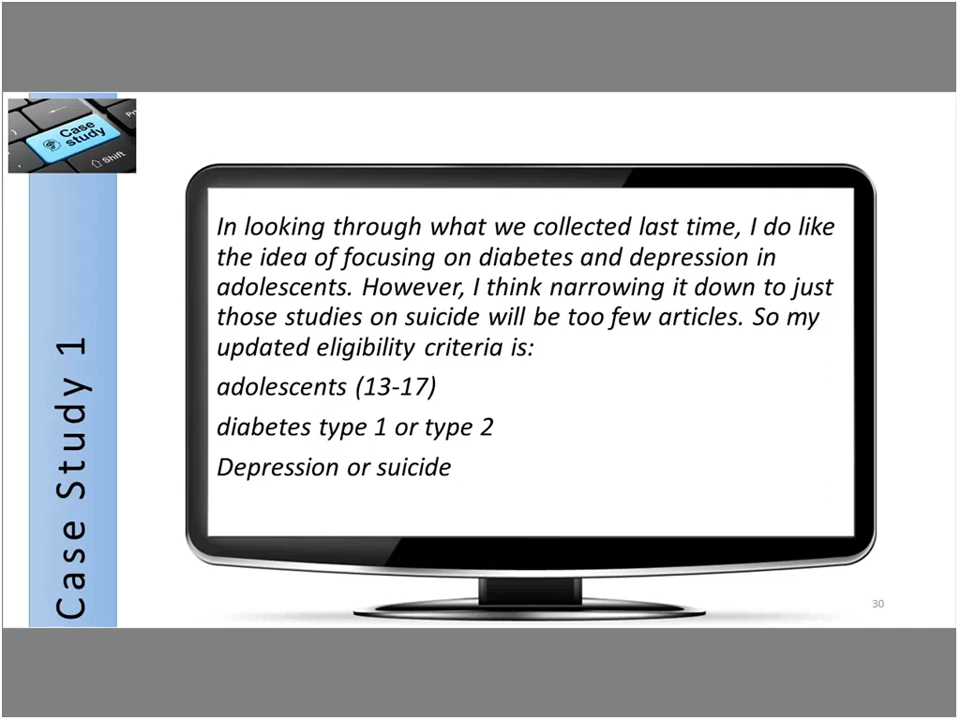 Case
study
Shift
Case Study 1
In looking through what we collected last time, I do like
the idea of focusing on diabetes and depression in
adolescents. However, I think narrowing it down to just
those studies on suicide will be too few articles. So my
updated eligibility criteria is:
adolescents (13-17)
diabetes type 1 or type 2
Depression or suicide
30